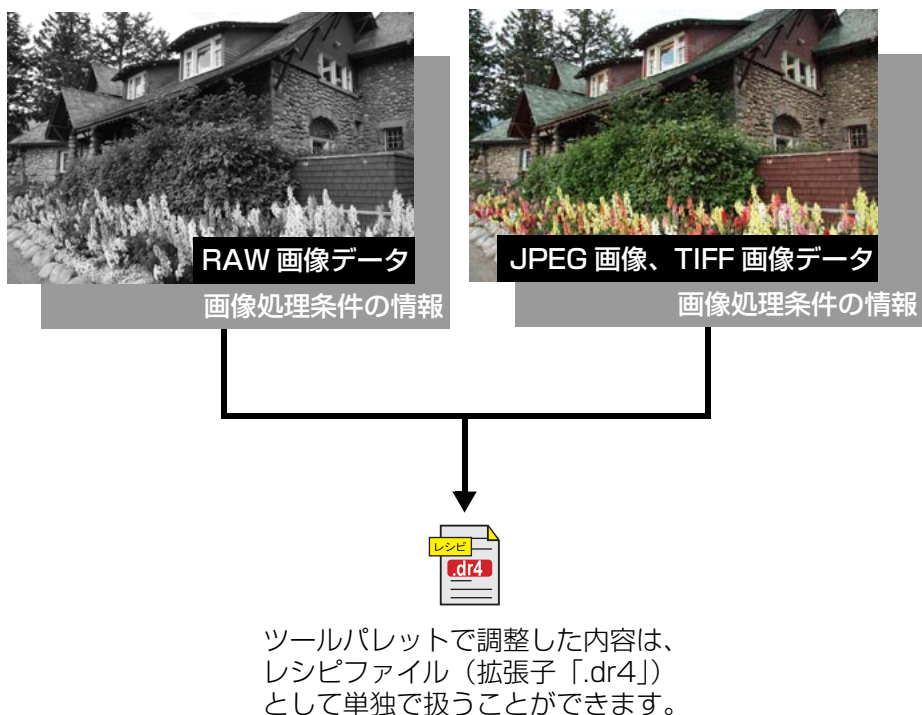 RAW 画像データ
画像処理条件の情報
JPEG 画像、TIFF 画像データ
画像処理条件の情報
レシピ
.dr4
ツールパレットで調整した内容は、
レシピファイル（拡張子「.dr4」）
として単独で扱うことができます。